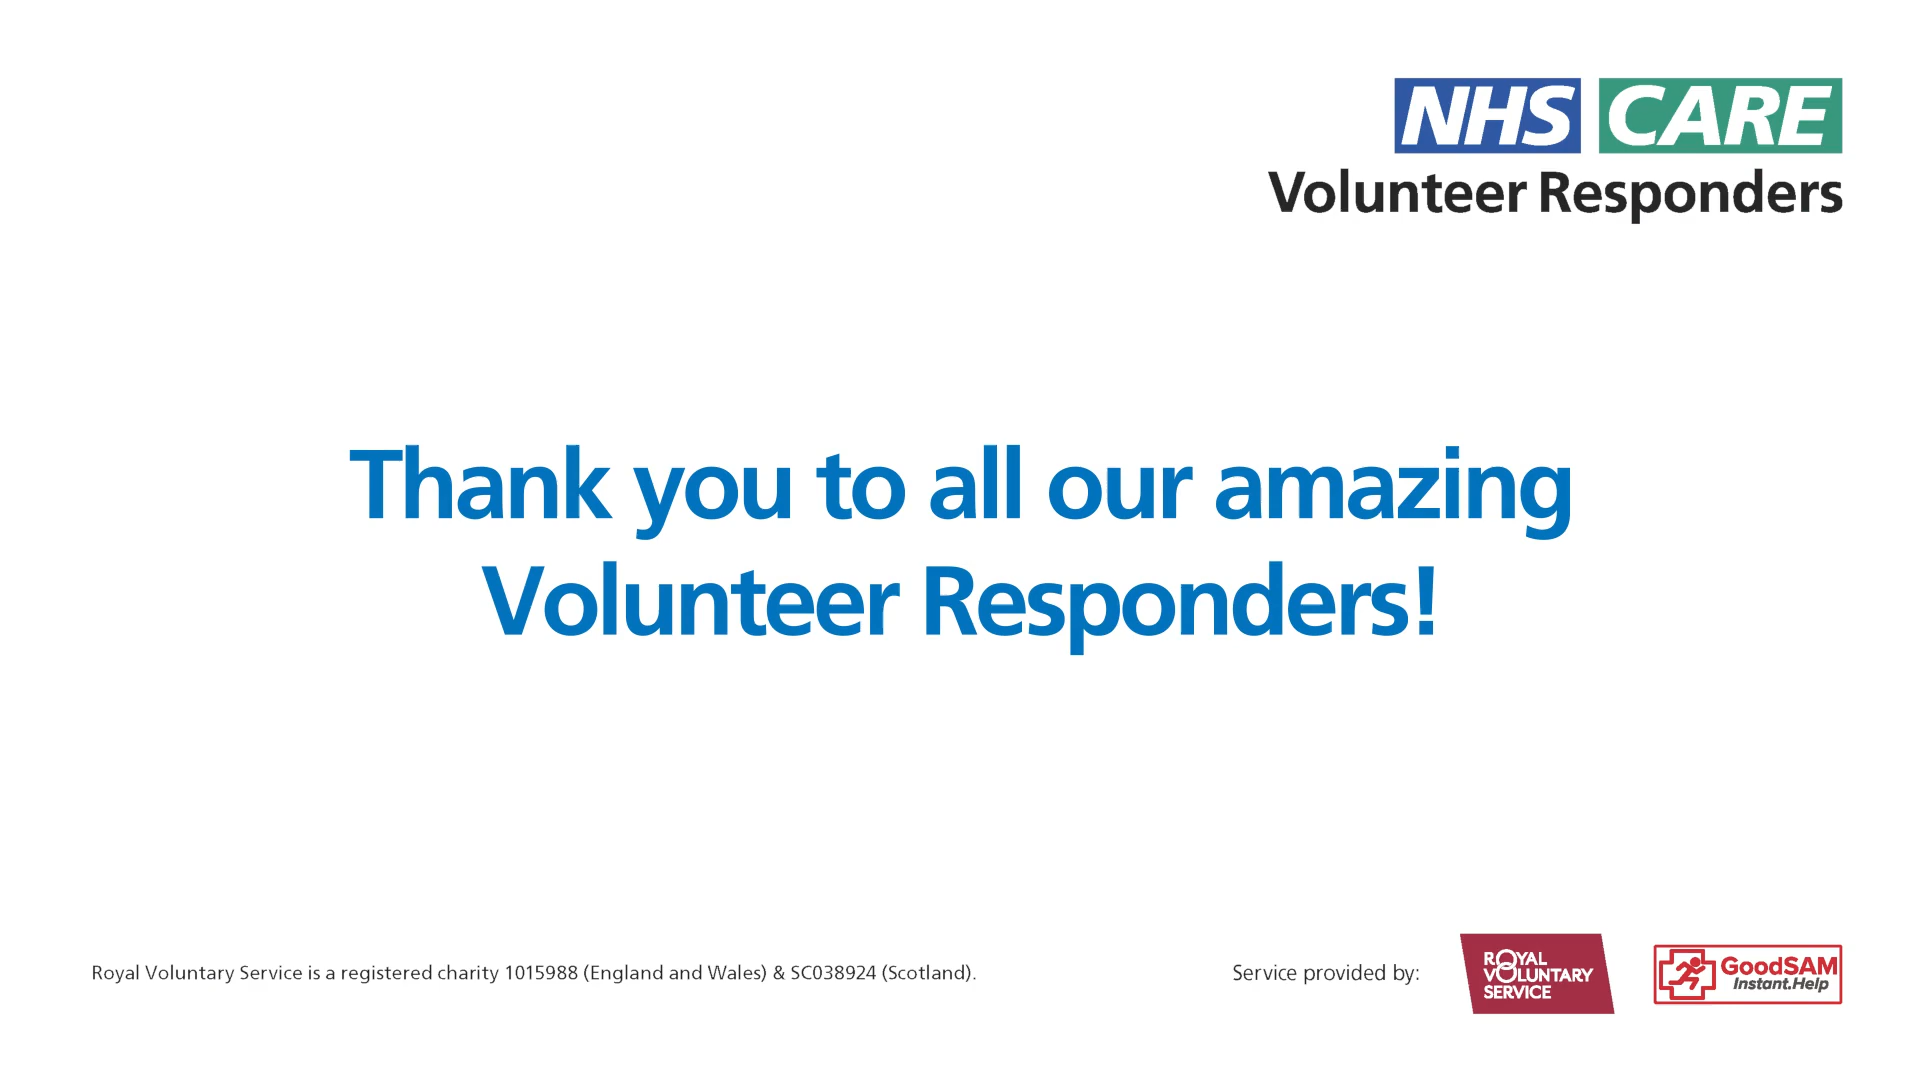 NHS CARE
Volunteer Responders
Thank you to all our amazing
Volunteer Responders!
Royal Voluntary Service is a registered charity 1015988 (England and Wales) & SC038924 (Scotland).
Service provided by:
ROYAL
VOLUNTARY
SERVICE
GoodSAM
Instant.Help